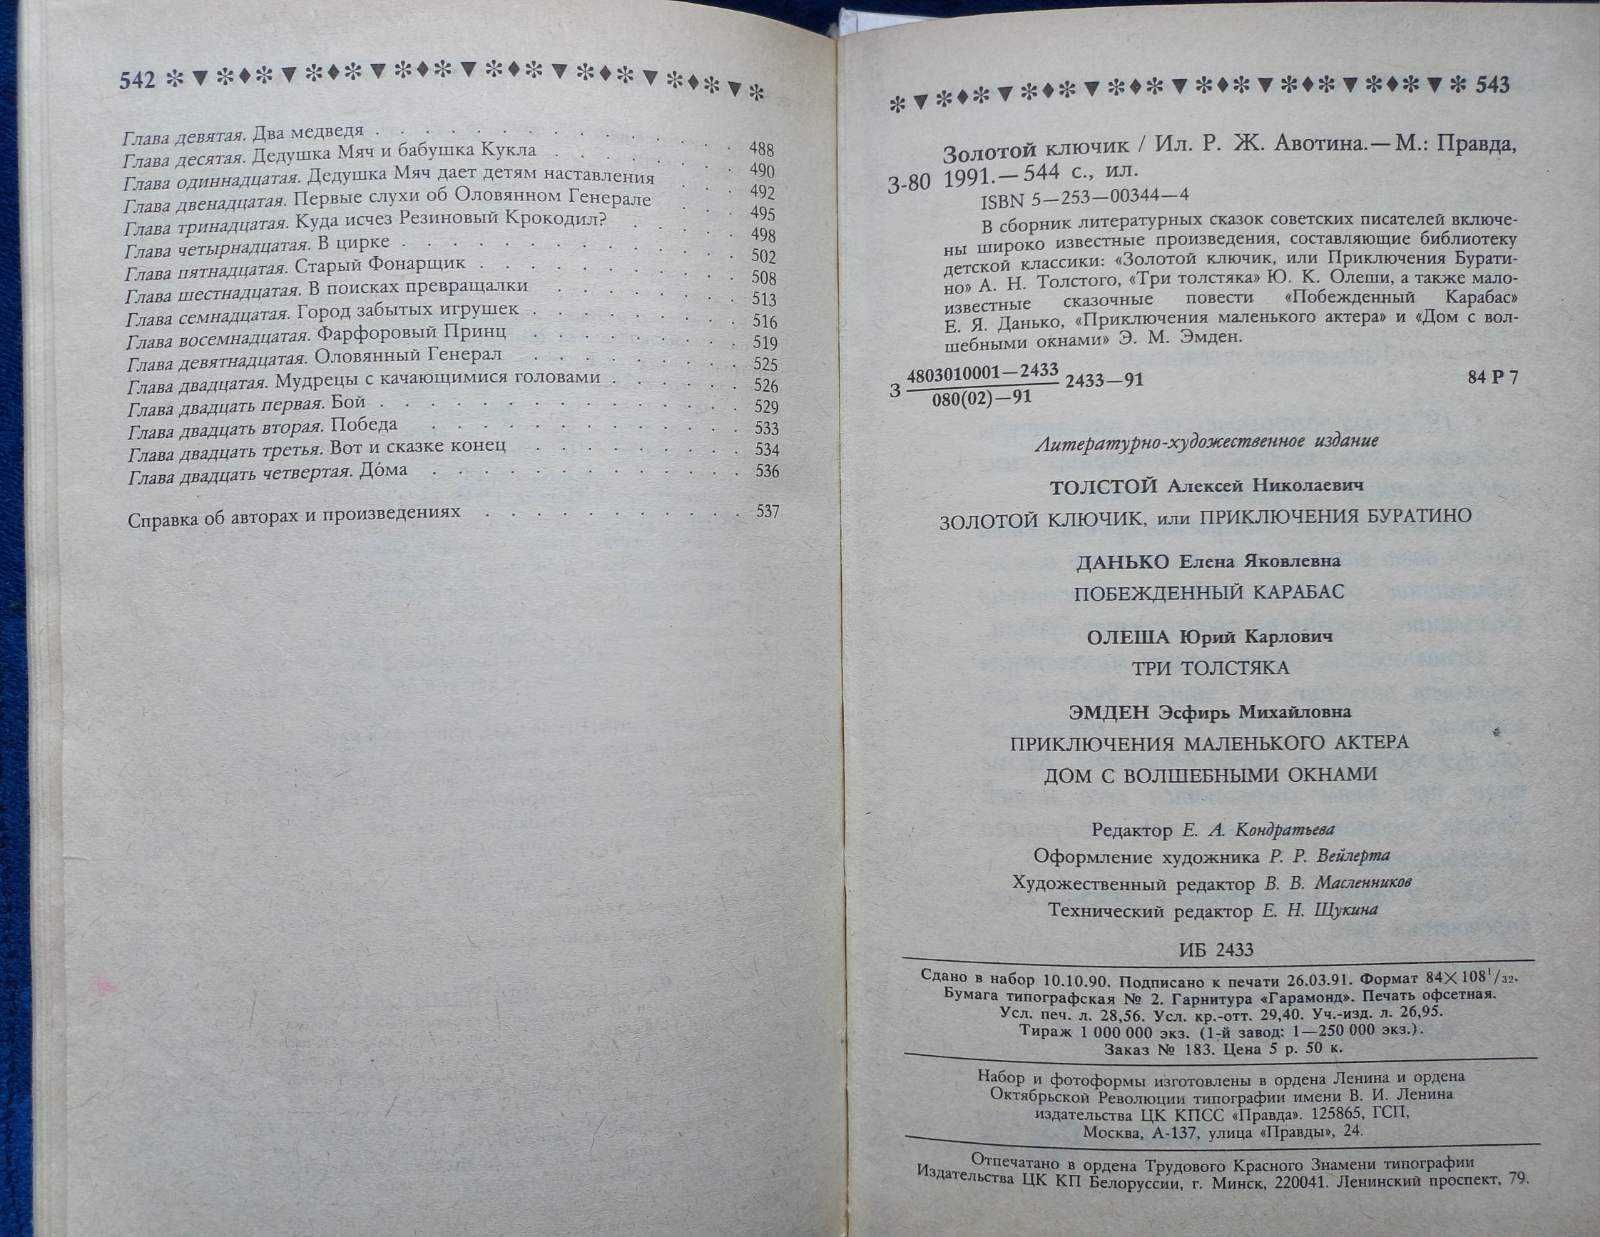 542
Глава девятая. Два медведя . . . . . . . . . . . . . . . 488
Глава десятая. Дедушка Мяч и бабушка Кукла . . . . . . . . 490
Глава одиннадцатая. Дедушка Мяч дает детям наставления . . . 492
Глава двенадцатая. Первые слухи об Оловянном Генерале . . . 495
Глава тринадцатая. Куда исчез Резиновый Крокодил? . . . . . 498
Глава четырнадцатая. В цирке . . . . . . . . . . . . . . 502
Глава пятнадцатая. Старый Фонарщик . . . . . . . . . . . 508
Глава шестнадцатая. В поисках превращалки . . . . . . . . 513
Глава семнадцатая. Город забытых игрушек . . . . . . . . . 516
Глава восемнадцатая. Фарфоровый Принц . . . . . . . . . . 519
Глава девятнадцатая. Оловянный Генерал . . . . . . . . . . 525
Глава двадцатая. Мудрецы с качающимися головами . . . . . . 526
Глава двадцать первая. Бой . . . . . . . . . . . . . . . 529
Глава двадцать вторая. Победа . . . . . . . . . . . . . . 533
Глава двадцать третья. Вот и сказке конец . . . . . . . . . 534
Глава двадцать четвертая. До́ма . . . . . . . . . . . . . 536
Справка об авторах и произведениях . . . . . . . . . . . 537
543
Золотой ключик / Ил. Р. Ж. Авотина.— М.: Правда,
З-80 1991.— 544 с., ил.
ISBN 5—253—00344—4
В сборник литературных сказок советских писателей включе-
ны широко известные произведения, составляющие библиотеку
детской классики: «Золотой ключик, или Приключения Бурати-
но» А. Н. Толстого, «Три толстяка» Ю. К. Олеши, а также мало-
известные сказочные повести «Побежденный Карабас»
Е. Я. Данько, «Приключения маленького актера» и «Дом с вол-
шебными окнами» Э. М. Эмден.
4803010001—2433
З 2433—91 84 Р 7
080(02)—91
Литературно-художественное издание
ТОЛСТОЙ Алексей Николаевич
ЗОЛОТОЙ КЛЮЧИК, или ПРИКЛЮЧЕНИЯ БУРАТИНО
ДАНЬКО Елена Яковлевна
ПОБЕЖДЕННЫЙ КАРАБАС
ОЛЕША Юрий Карлович
ТРИ ТОЛСТЯКА
ЭМДЕН Эсфирь Михайловна
ПРИКЛЮЧЕНИЯ МАЛЕНЬКОГО АКТЕРА
ДОМ С ВОЛШЕБНЫМИ ОКНАМИ
Редактор Е. А. Кондратьева
Оформление художника Р. Р. Вейлерта
Художественный редактор В. В. Масленников
Технический редактор Е. Н. Щукина
ИБ 2433
Сдано в набор 10.10.90. Подписано к печати 26.03.91. Формат 84×108¹/₃₂.
Бумага типографская № 2. Гарнитура «Гарамонд». Печать офсетная.
Усл. печ. л. 28,56. Усл. кр.-отт. 29,40. Уч.-изд. л. 26,95.
Тираж 1 000 000 экз. (1-й завод: 1—250 000 экз.).
Заказ № 183. Цена 5 р. 50 к.
Набор и фотоформы изготовлены в ордена Ленина и ордена
Октябрьской Революции типографии имени В. И. Ленина
издательства ЦК КПСС «Правда». 125865, ГСП,
Москва, А-137, улица «Правды», 24.
Отпечатано в ордена Трудового Красного Знамени типографии
Издательства ЦК КП Белоруссии, г. Минск, 220041. Ленинский проспект, 79.